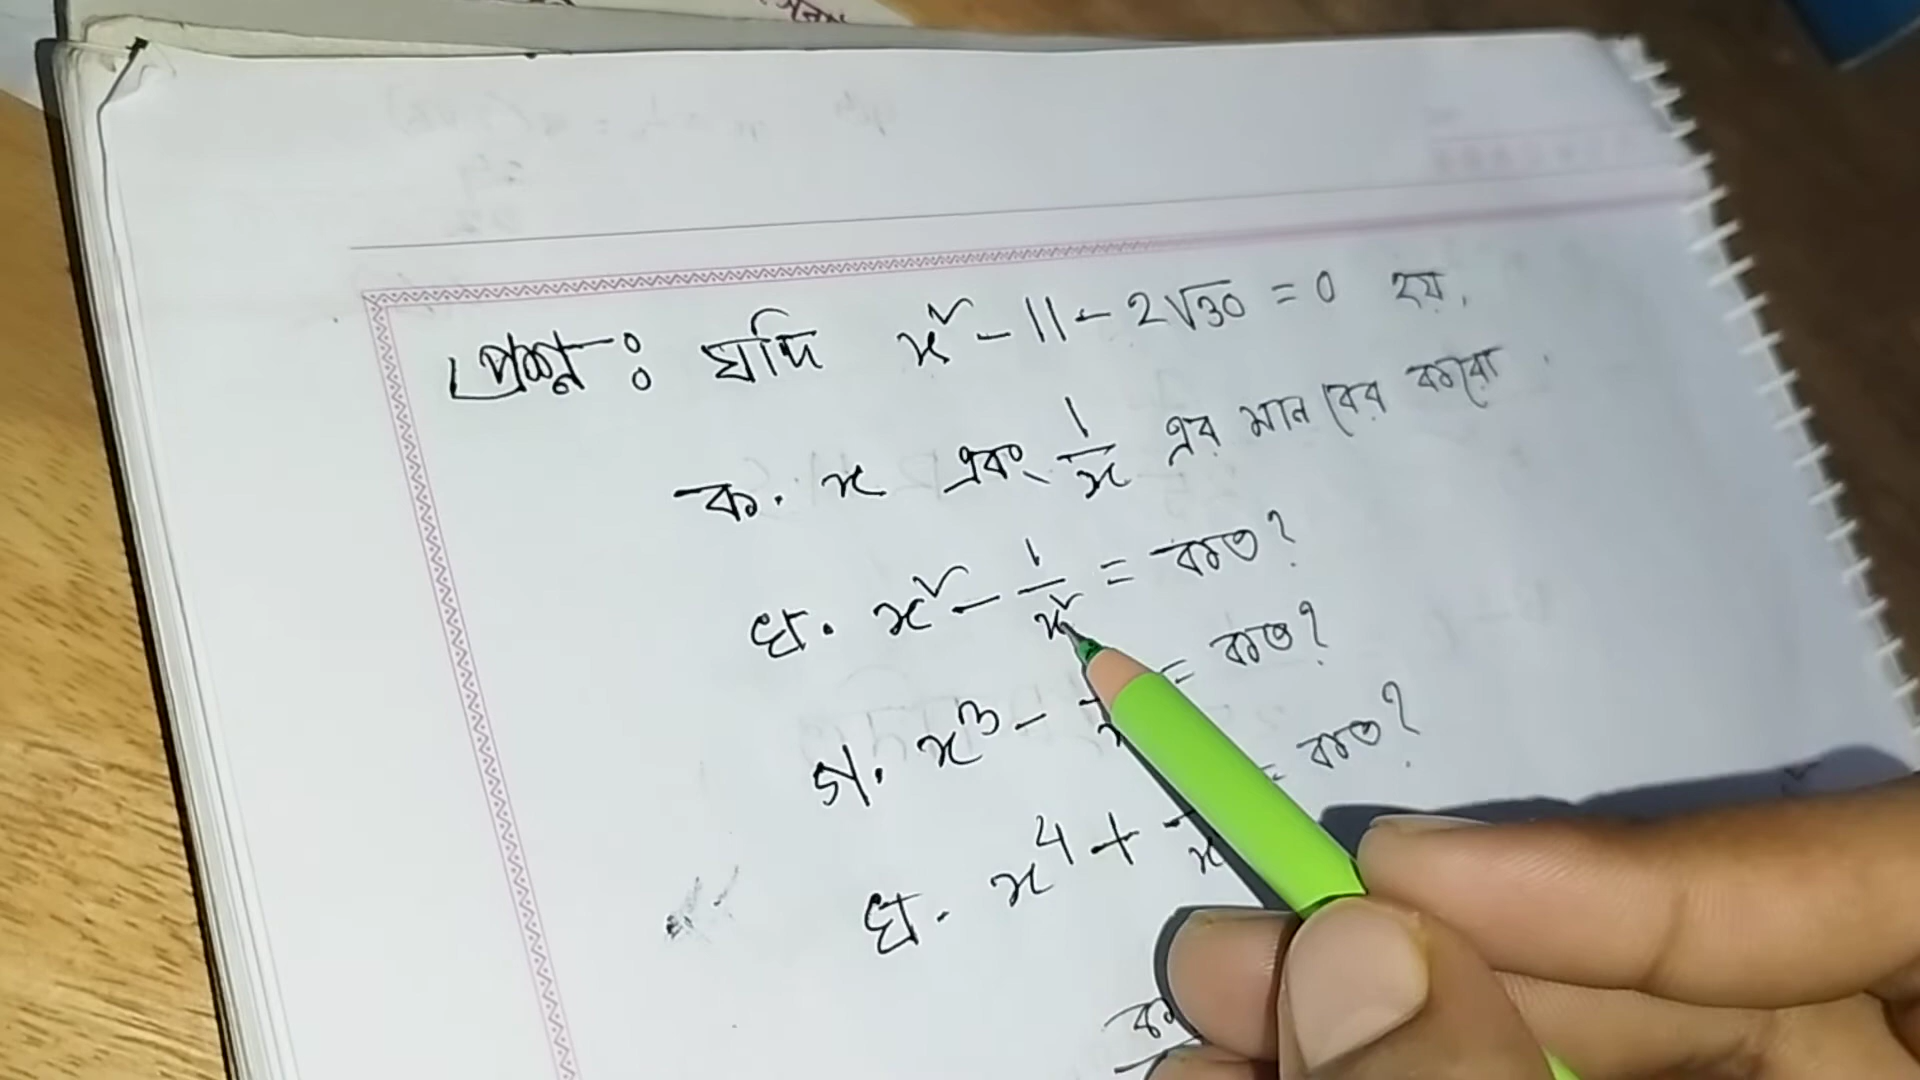 প্রশ্ন : যদি x² - 11 - 2√30 = 0 হয়,
ক. x এবং 1/x এর মান বের করো
খ. x² - 1/x² = কত?
গ. x³ - = কত?
ঘ. x⁴ + = কত?